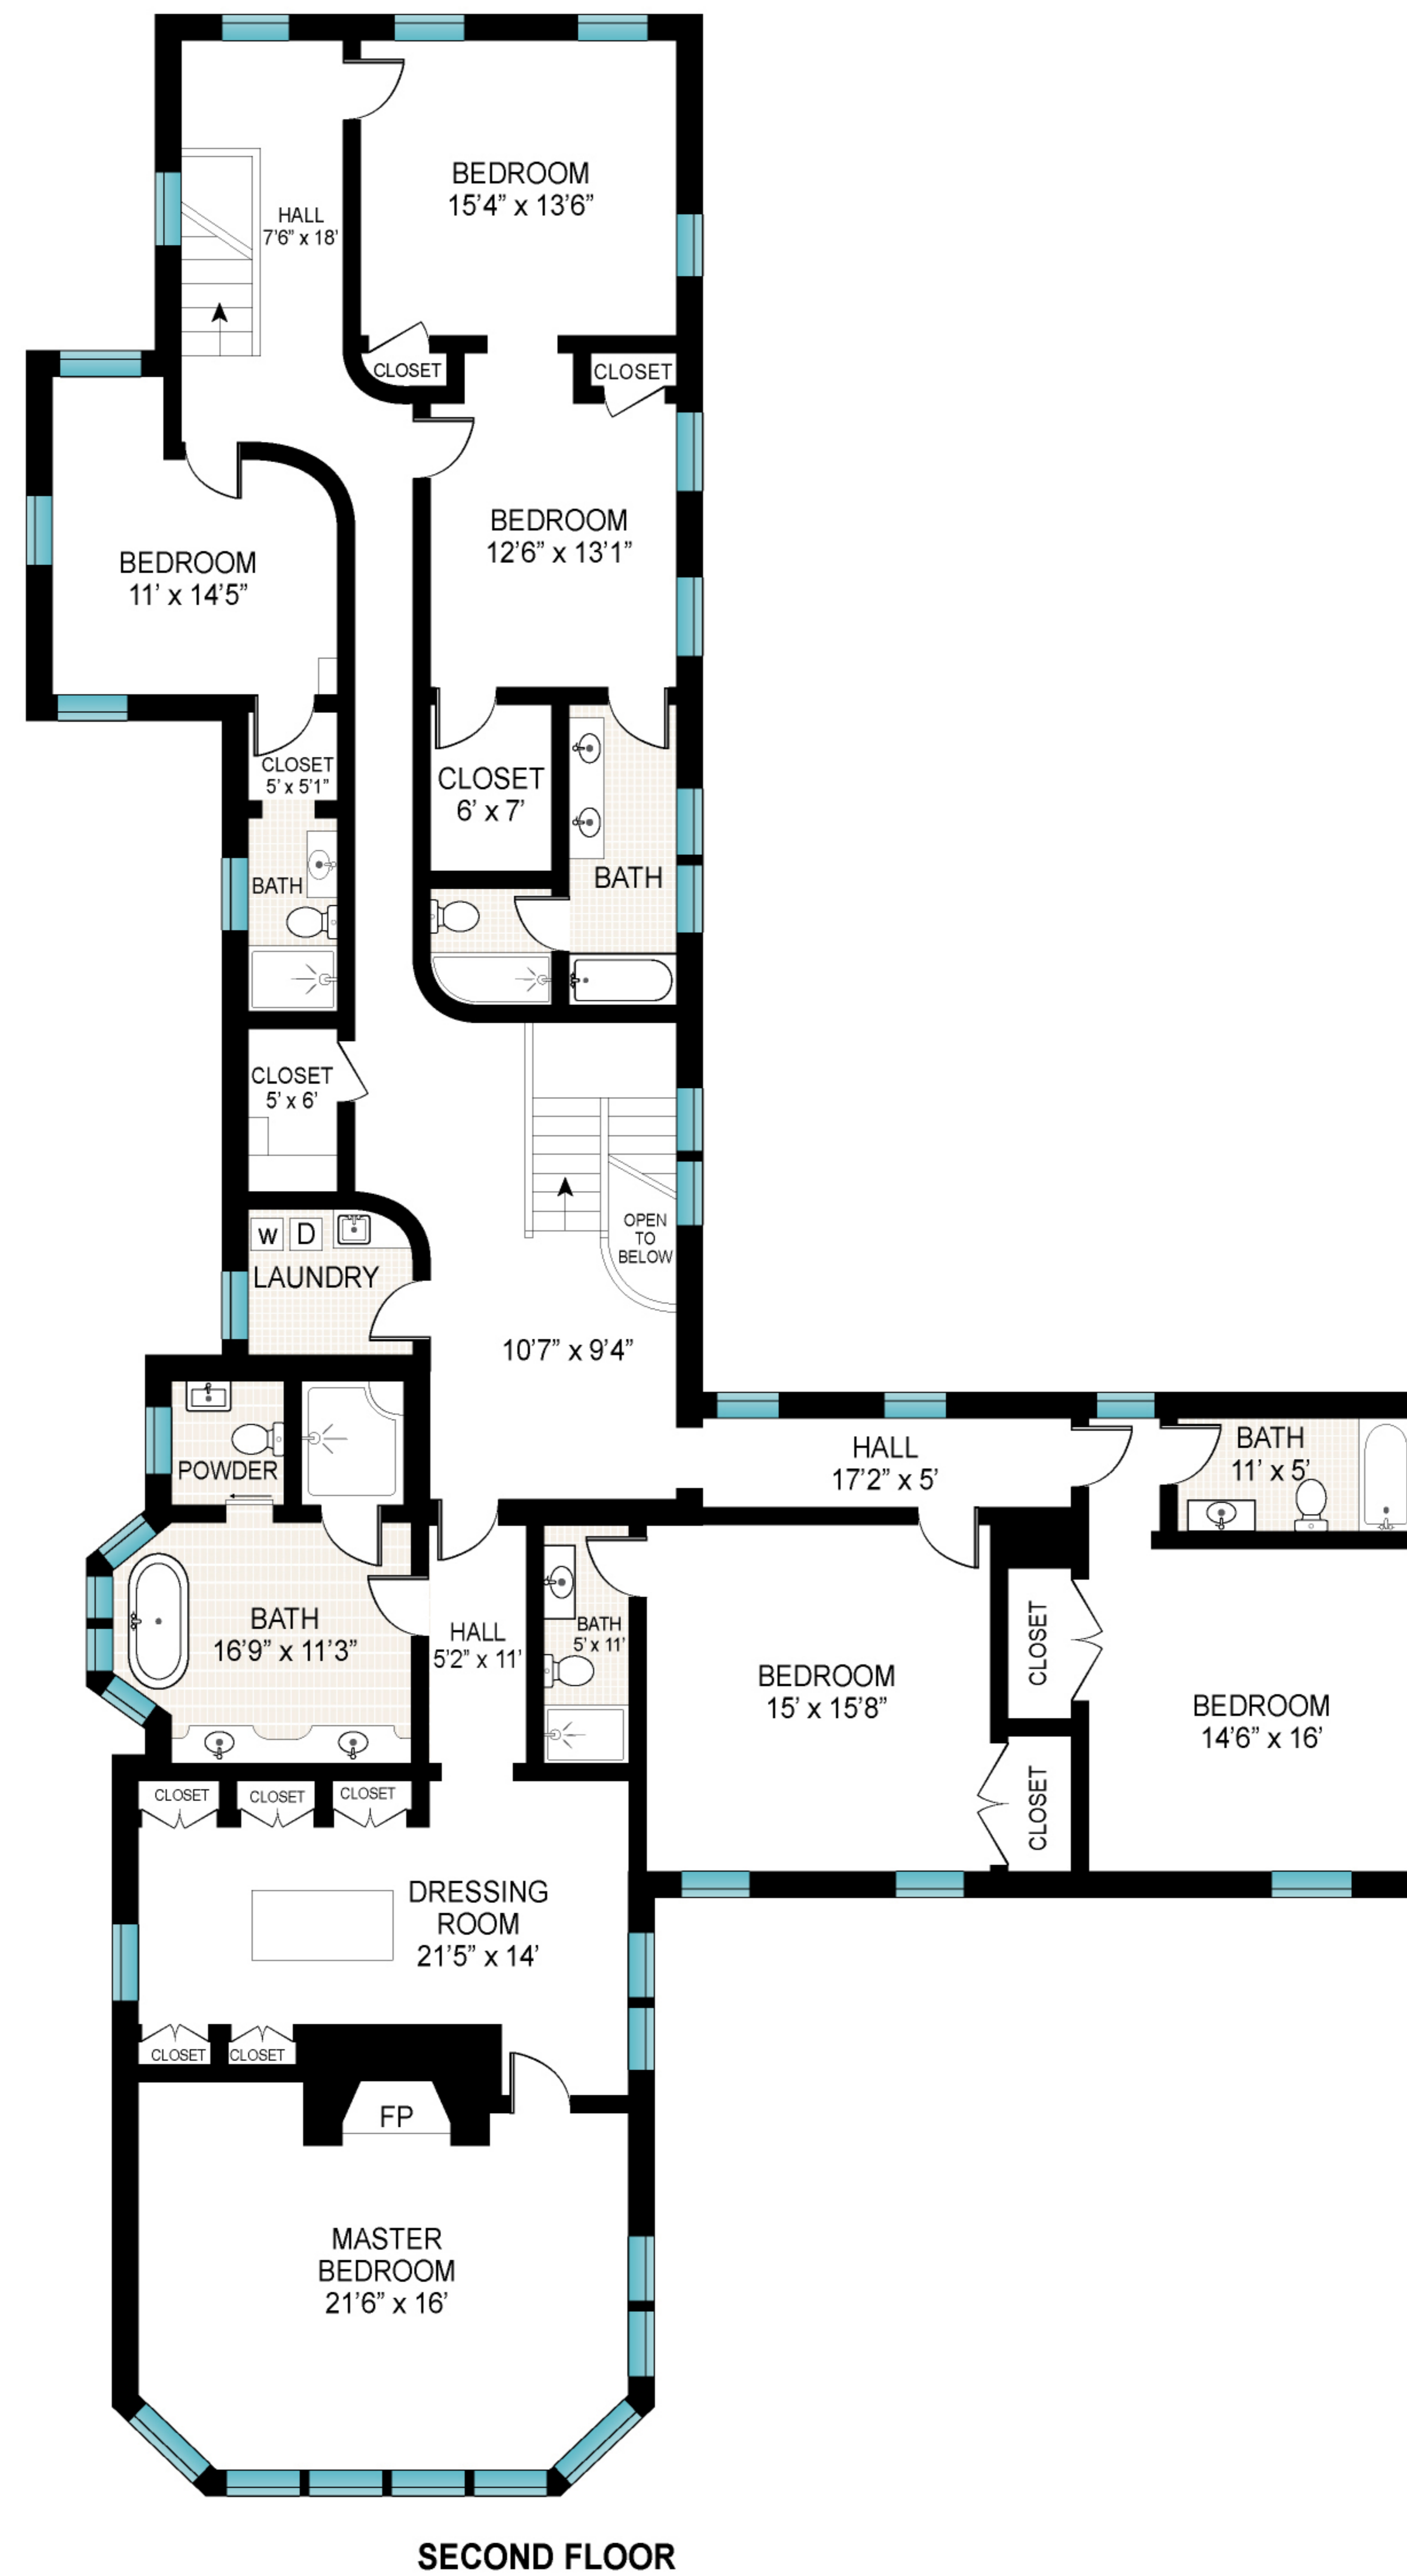 BEDROOM
15’4” x 13’6”
HALL
7’6” x 18’
CLOSET
CLOSET
BEDROOM
12’6” x 13’1”
BEDROOM
11’ x 14’5”
CLOSET
5’ x 5’1”
CLOSET
6’ x 7’
BATH
BATH
CLOSET
5’ x 6’
OPEN
TO
BELOW
W D
LAUNDRY
10’7” x 9’4”
POWDER
HALL
17’2” x 5’
BATH
11’ x 5’
BATH
16’9” x 11’3”
HALL
5’2” x 11’
BATH
5’ x 11’
BEDROOM
15’ x 15’8”
CLOSET
BEDROOM
14’6” x 16’
CLOSET
CLOSET
CLOSET
CLOSET
DRESSING
ROOM
21’5” x 14’
CLOSET
CLOSET
FP
MASTER
BEDROOM
21’6” x 16’
SECOND FLOOR